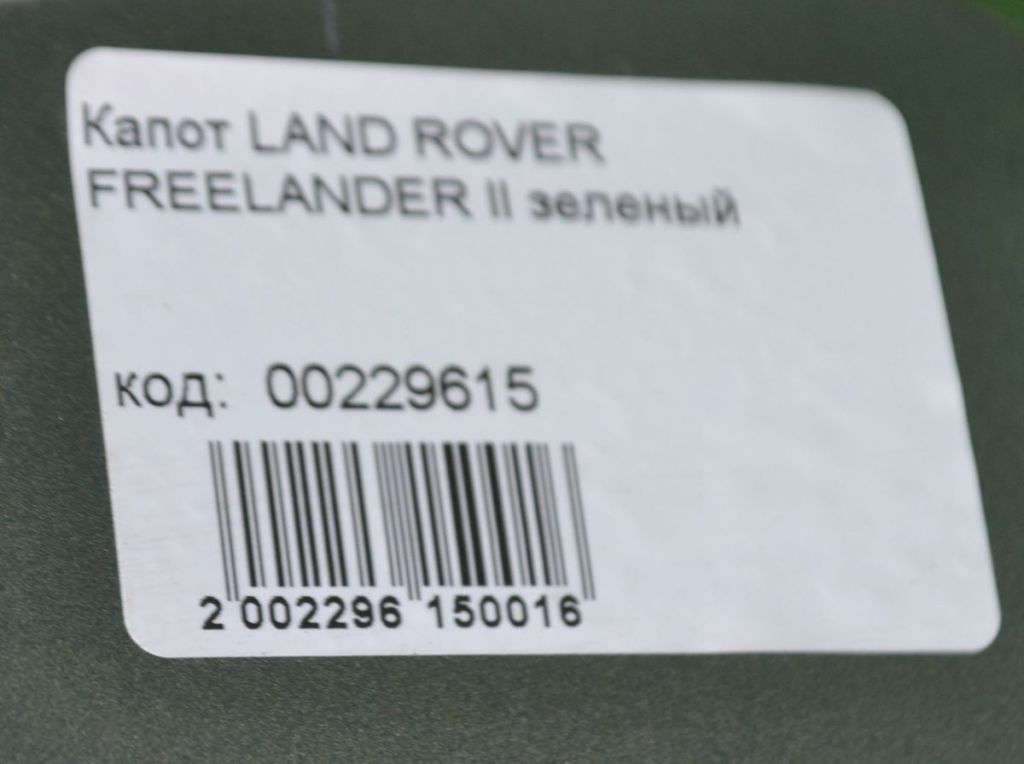 Капот LAND ROVER
FREELANDER II зеленый
код: 00229615
2 002296 150016